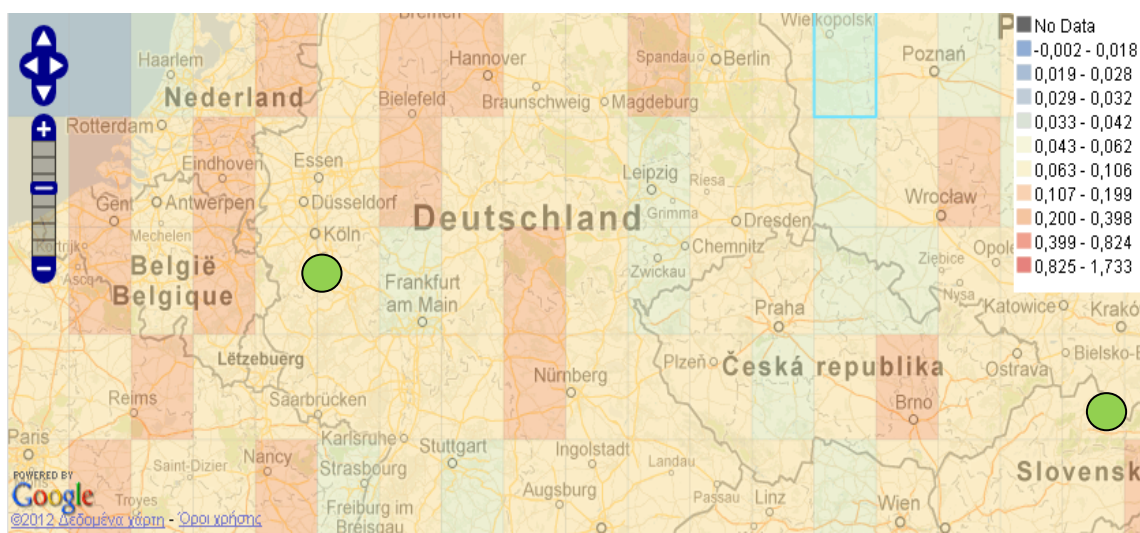 Bremen
Wielkopolsk
P
Haarlem
Hannover
Spandau
Berlin
Poznań
Nederland
Bielefeld
Braunschweig
Magdeburg
Rotterdam
Eindhoven
Essen
Leipzig
Riesa
Wrocław
Gent
Antwerpen
Düsseldorf
Deutschland
Grimma
Dresden
Mechelen
Köln
Kortrijk
Chemnitz
Ziębice
Opole
België
Belgique
Ascq
Zwickau
Frankfurt
am Main
Nysa
Katowice
Krakó
Praha
Lëtzebuerg
Plzeň
Česká republika
Ostrava
Bielsko-B
Nürnberg
Reims
Saarbrücken
Brno
Paris
Karlsruhe
Stuttgart
Ingolstadt
Saint-Dizier
Nancy
Strasbourg
Landau
Slovensk
Augsburg
Passau
Linz
Wien
Troyes
Freiburg im
Breisgau
POWERED BY
Google
©2012 Δεδομένα χάρτη - Όροι χρήσης
No Data
-0,002 - 0,018
0,019 - 0,028
0,029 - 0,032
0,033 - 0,042
0,043 - 0,062
0,063 - 0,106
0,107 - 0,199
0,200 - 0,398
0,399 - 0,824
0,825 - 1,733